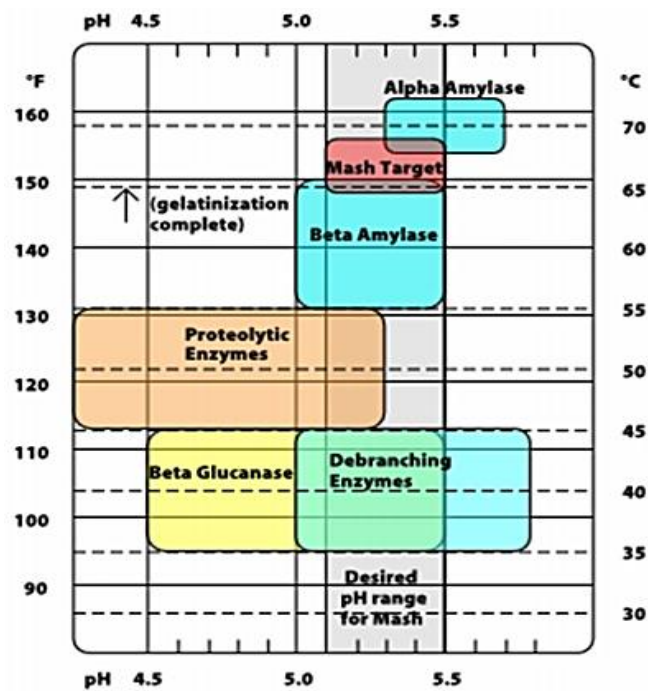 pH 4.5 5.0 5.5
°F °C
Alpha Amylase
160
70
Mash Target
150
65
(gelatinization
complete)
Beta Amylase
140 60
55
130
Proteolytic
Enzymes
50
120
45
110
Beta Glucanase
Debranching
Enzymes
40
100
35
90
Desired
pH range
for Mash
30
pH 4.5 5.0 5.5